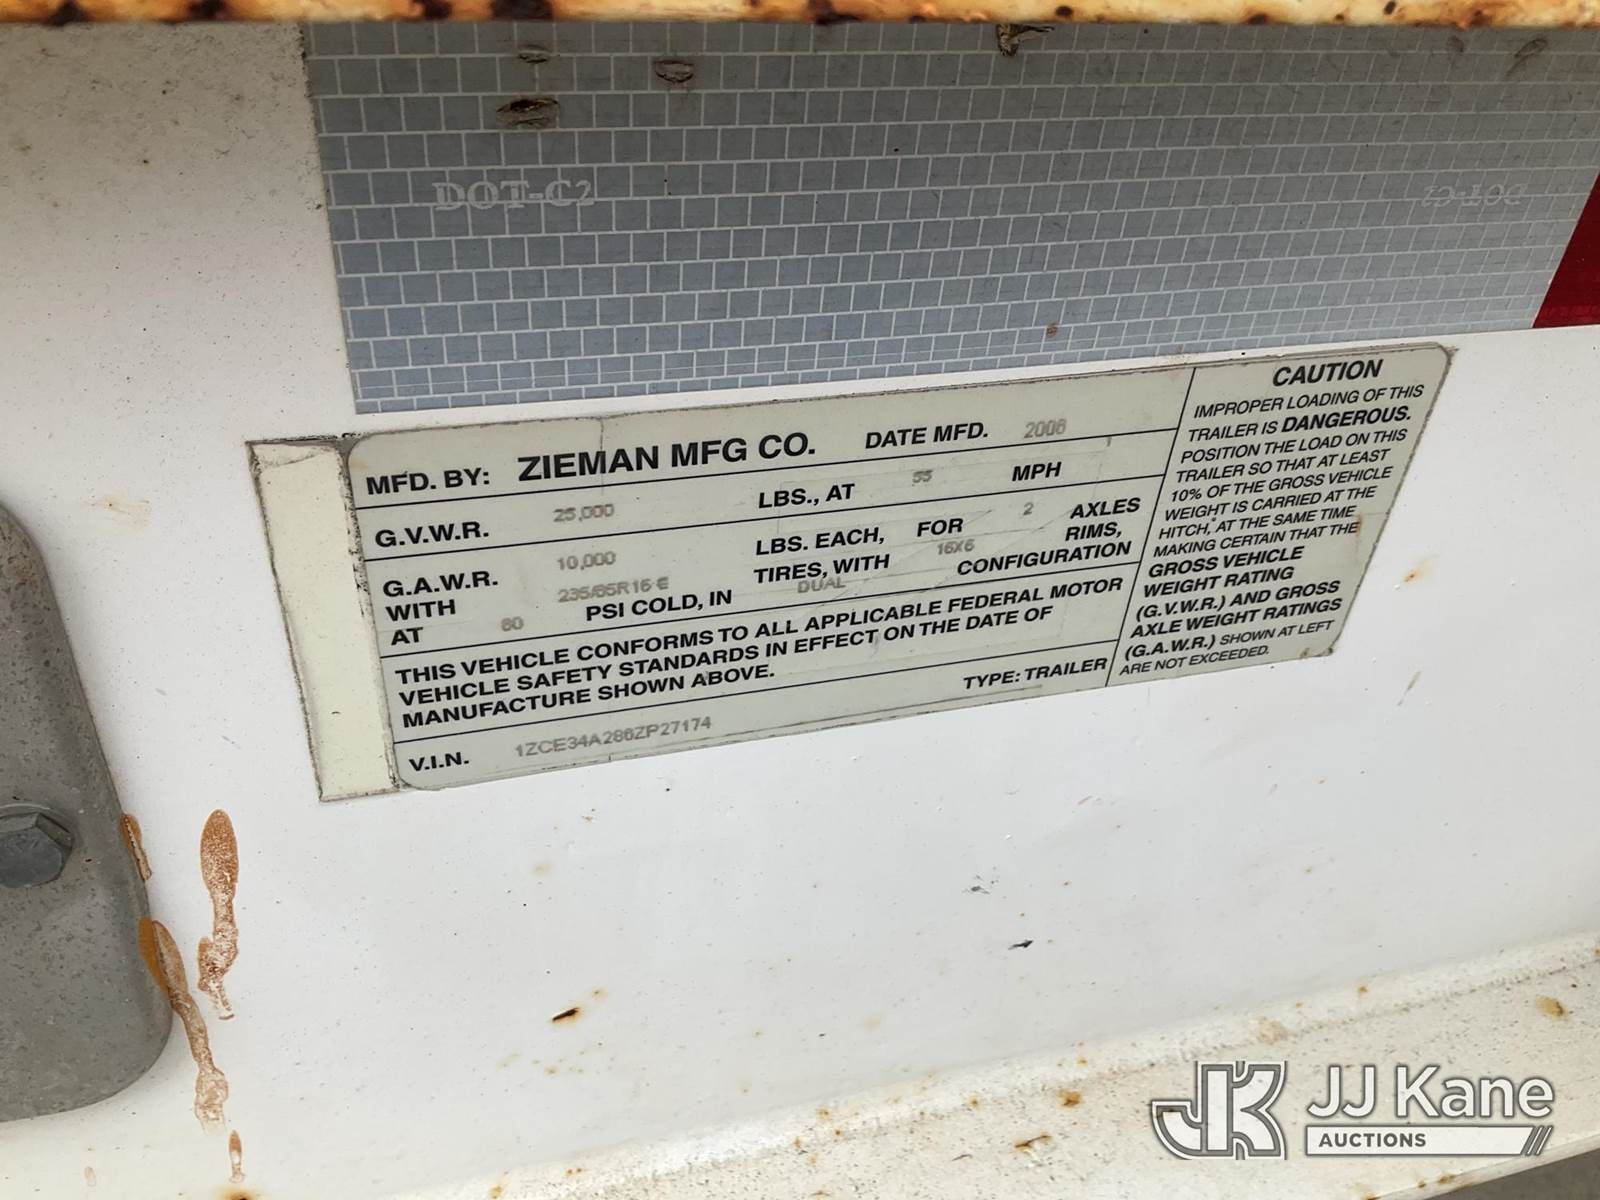 DOT-C2
DOT-C2
MFD. BY: ZIEMAN MFG CO. DATE MFD. 2006
G.V.W.R. 25,000 LBS., AT 55 MPH
G.A.W.R. 10,000 LBS. EACH, FOR 2 AXLES
WITH 235/85R16 E TIRES, WITH 16X6 RIMS,
AT 80 PSI COLD, IN DUAL CONFIGURATION
THIS VEHICLE CONFORMS TO ALL APPLICABLE FEDERAL MOTOR
VEHICLE SAFETY STANDARDS IN EFFECT ON THE DATE OF
MANUFACTURE SHOWN ABOVE.
TYPE: TRAILER
V.I.N. 1ZCE34A286ZP27174
CAUTION
IMPROPER LOADING OF THIS
TRAILER IS DANGEROUS.
POSITION THE LOAD ON THIS
TRAILER SO THAT AT LEAST
10% OF THE GROSS VEHICLE
WEIGHT IS CARRIED AT THE
HITCH, AT THE SAME TIME
MAKING CERTAIN THAT THE
GROSS VEHICLE
WEIGHT RATING
(G.V.W.R.) AND GROSS
AXLE WEIGHT RATINGS
(G.A.W.R.) SHOWN AT LEFT
ARE NOT EXCEEDED.
JK JJ Kane
AUCTIONS